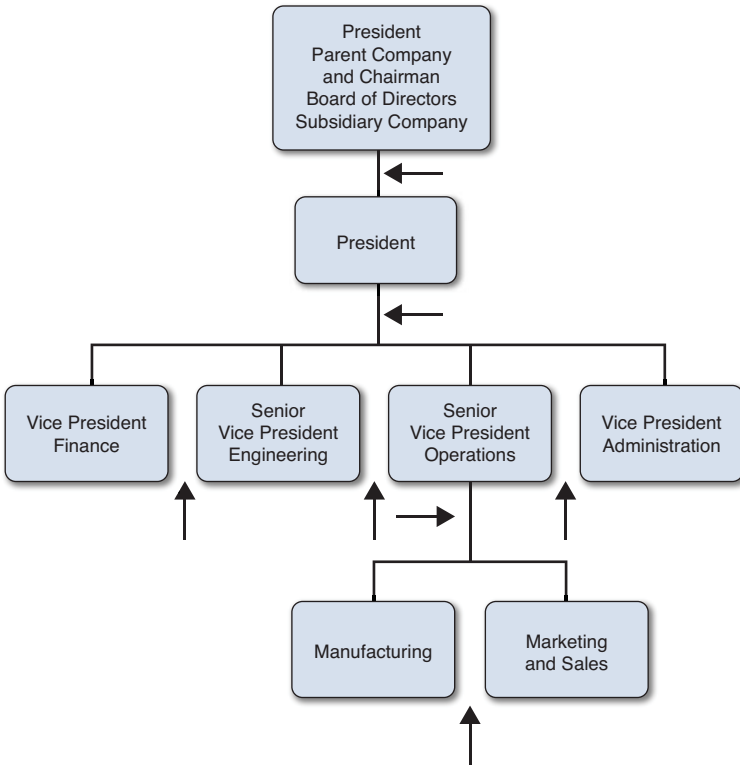 President
Parent Company
and Chairman
Board of Directors
Subsidiary Company
President
Vice President
Finance
Senior
Vice President
Engineering
Senior
Vice President
Operations
Vice President
Administration
Manufacturing
Marketing
and Sales